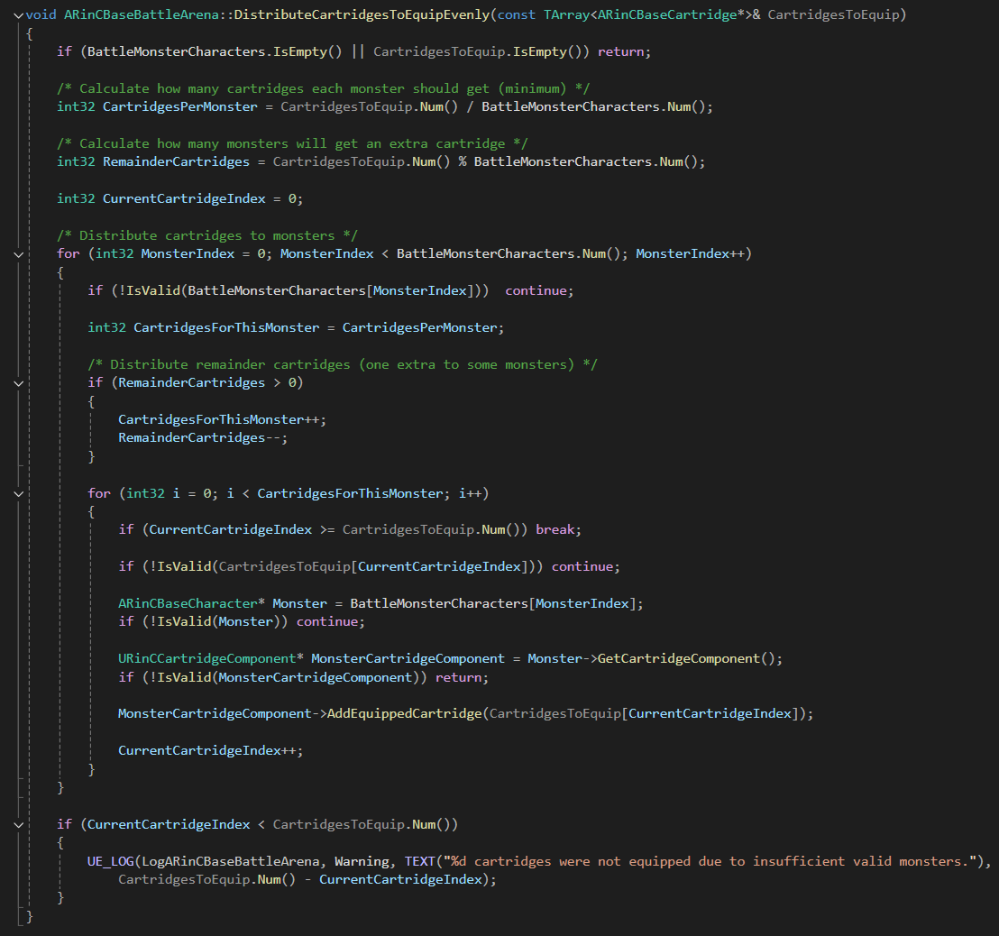 void ARinCBaseBattleArena::DistributeCartridgesToEquipEvenly(const TArray<ARinCBaseCartridge*>& CartridgesToEquip)
{
    if (BattleMonsterCharacters.IsEmpty() || CartridgesToEquip.IsEmpty()) return;

    /* Calculate how many cartridges each monster should get (minimum) */
    int32 CartridgesPerMonster = CartridgesToEquip.Num() / BattleMonsterCharacters.Num();

    /* Calculate how many monsters will get an extra cartridge */
    int32 RemainderCartridges = CartridgesToEquip.Num() % BattleMonsterCharacters.Num();

    int32 CurrentCartridgeIndex = 0;

    /* Distribute cartridges to monsters */
    for (int32 MonsterIndex = 0; MonsterIndex < BattleMonsterCharacters.Num(); MonsterIndex++)
    {
        if (!IsValid(BattleMonsterCharacters[MonsterIndex]))  continue;

        int32 CartridgesForThisMonster = CartridgesPerMonster;

        /* Distribute remainder cartridges (one extra to some monsters) */
        if (RemainderCartridges > 0)
        {
            CartridgesForThisMonster++;
            RemainderCartridges--;
        }

        for (int32 i = 0; i < CartridgesForThisMonster; i++)
        {
            if (CurrentCartridgeIndex >= CartridgesToEquip.Num()) break;

            if (!IsValid(CartridgesToEquip[CurrentCartridgeIndex])) continue;

            ARinCBaseCharacter* Monster = BattleMonsterCharacters[MonsterIndex];
            if (!IsValid(Monster)) continue;

            URinCCartridgeComponent* MonsterCartridgeComponent = Monster->GetCartridgeComponent();
            if (!IsValid(MonsterCartridgeComponent)) return;

            MonsterCartridgeComponent->AddEquippedCartridge(CartridgesToEquip[CurrentCartridgeIndex]);

            CurrentCartridgeIndex++;
        }
    }

    if (CurrentCartridgeIndex < CartridgesToEquip.Num())
    {
        UE_LOG(LogARinCBaseBattleArena, Warning, TEXT("%d cartridges were not equipped due to insufficient valid monsters."),
            CartridgesToEquip.Num() - CurrentCartridgeIndex);
    }
}